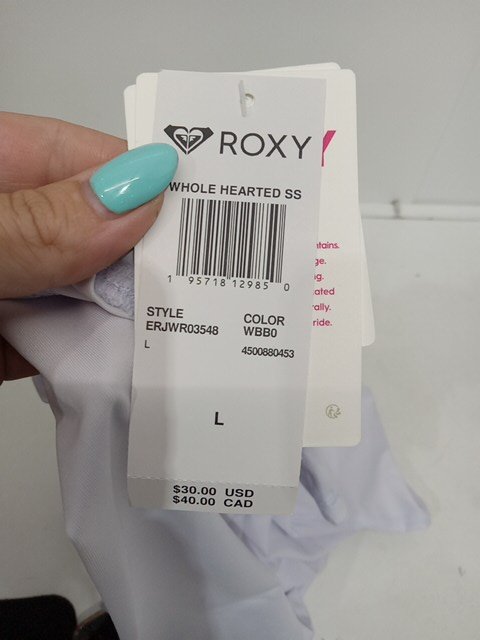 ROXY
WHOLE HEARTED SS
1 95718 12985 0
STYLE COLOR
ERJWR03548 WBB0
L 4500880453
L
$30.00 USD
$40.00 CAD
Y
ride.